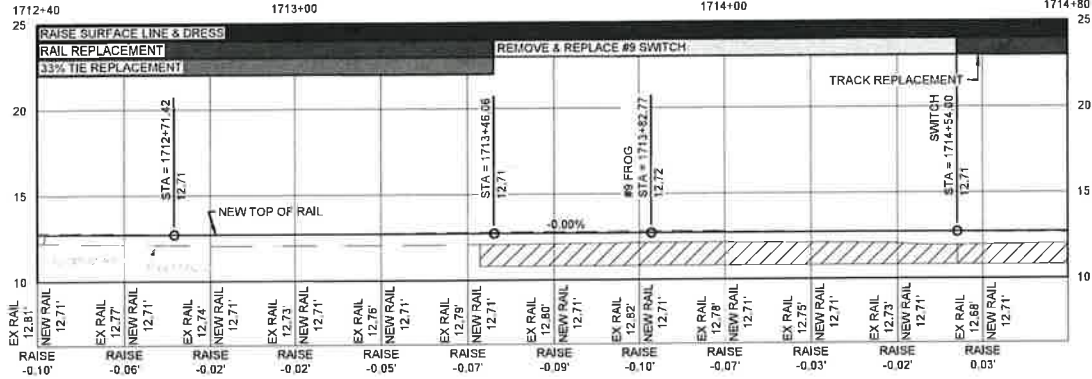 1712+40 1713+00 1714+00 1714+80
25 25
RAISE SURFACE LINE & DRESS
RAIL REPLACEMENT
REMOVE & REPLACE #9 SWITCH
33% TIE REPLACEMENT
TRACK REPLACEMENT
20 20
STA = 1712+71.42
12.71
STA = 1713+46.06
12.71
#9 FROG
STA = 1713+82.77
12.72
SWITCH
STA = 1714+54.00
12.71
15 15
NEW TOP OF RAIL
-0.00%
10 10
EX RAIL
12.81'
NEW RAIL
12.71'
EX RAIL
12.77'
NEW RAIL
12.71'
EX RAIL
12.74'
NEW RAIL
12.71'
EX RAIL
12.73'
NEW RAIL
12.71'
EX RAIL
12.76'
NEW RAIL
12.71'
EX RAIL
12.79'
NEW RAIL
12.71'
EX RAIL
12.80'
NEW RAIL
12.71'
EX RAIL
12.82'
NEW RAIL
12.71'
EX RAIL
12.78'
NEW RAIL
12.71'
EX RAIL
12.75'
NEW RAIL
12.71'
EX RAIL
12.73'
NEW RAIL
12.71'
EX RAIL
12.68'
NEW RAIL
12.71'
RAISE RAISE RAISE RAISE RAISE RAISE RAISE RAISE RAISE RAISE RAISE RAISE
-0.10' -0.06' -0.02' -0.02' -0.05' -0.07' -0.09' -0.10' -0.07' -0.03' -0.02' 0.03'